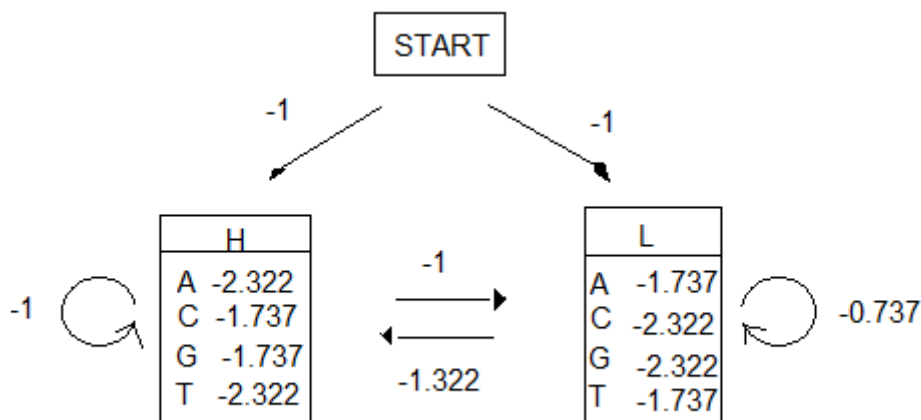 START
-1
-1
H
L
A -2.322
C -1.737
G -1.737
T -2.322
-1
-1
-1.322
A -1.737
C -2.322
G -2.322
T -1.737
-0.737